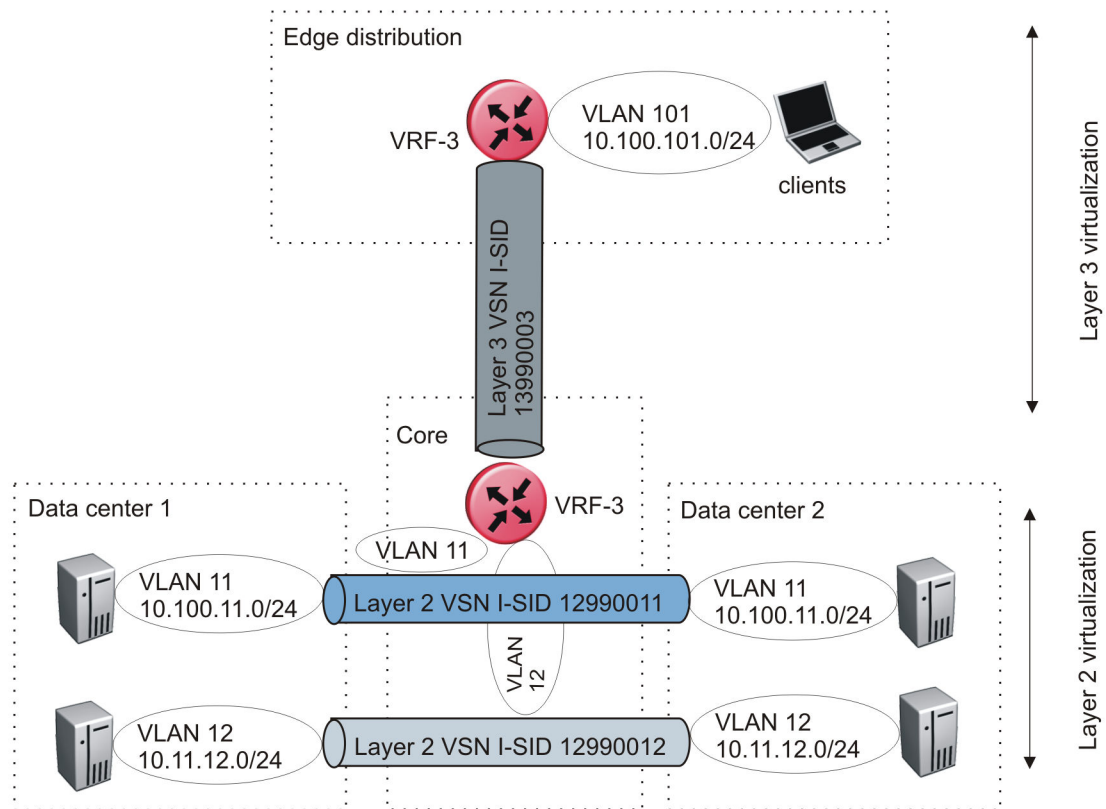 Edge distribution
VRF-3
VLAN 101
10.100.101.0/24
clients
Layer 3 VSN I-SID
13990003
Layer 3 virtualization
Core
VRF-3
Data center 1
Data center 2
VLAN 11
VLAN 11
10.100.11.0/24
Layer 2 VSN I-SID 12990011
VLAN 11
10.100.11.0/24
VLAN
12
VLAN 12
10.11.12.0/24
Layer 2 VSN I-SID 12990012
VLAN 12
10.11.12.0/24
Layer 2 virtualization